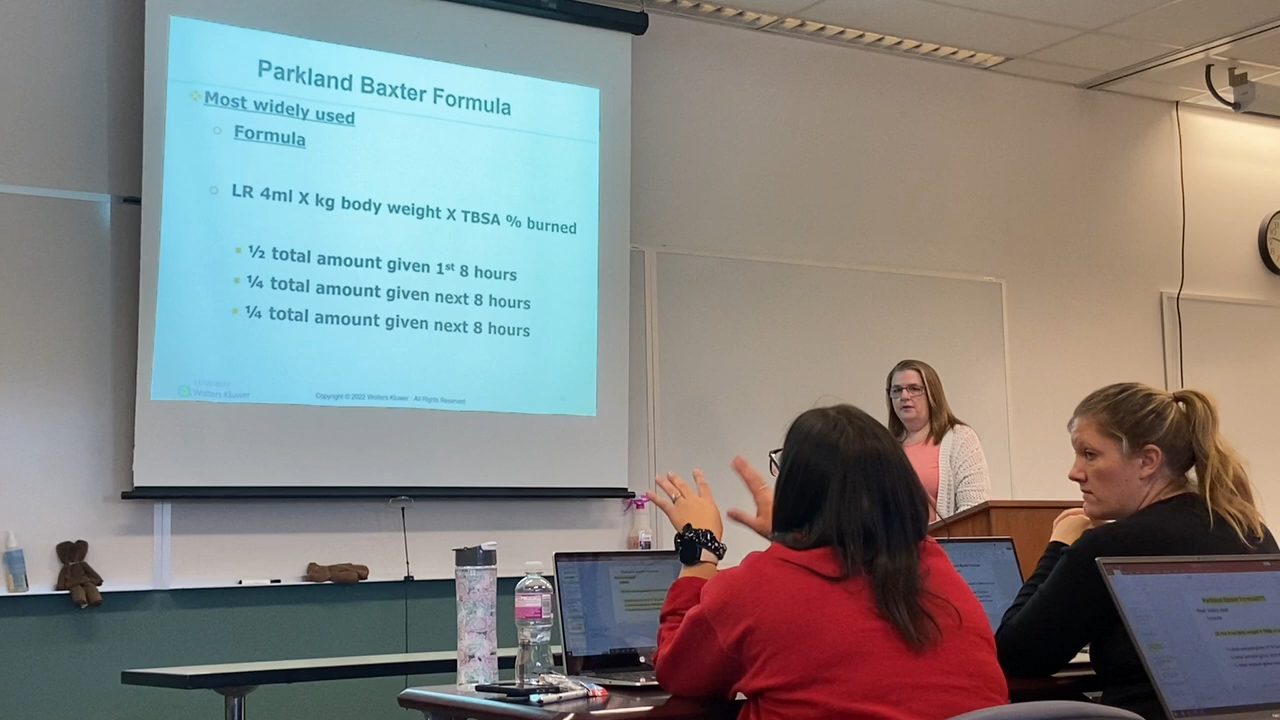 Parkland Baxter Formula
Most widely used
Formula
LR 4ml X kg body weight X TBSA % burned
½ total amount given 1st 8 hours
¼ total amount given next 8 hours
¼ total amount given next 8 hours
Wolters Kluwer
Copyright © 2022 Wolters Kluwer · All Rights Reserved